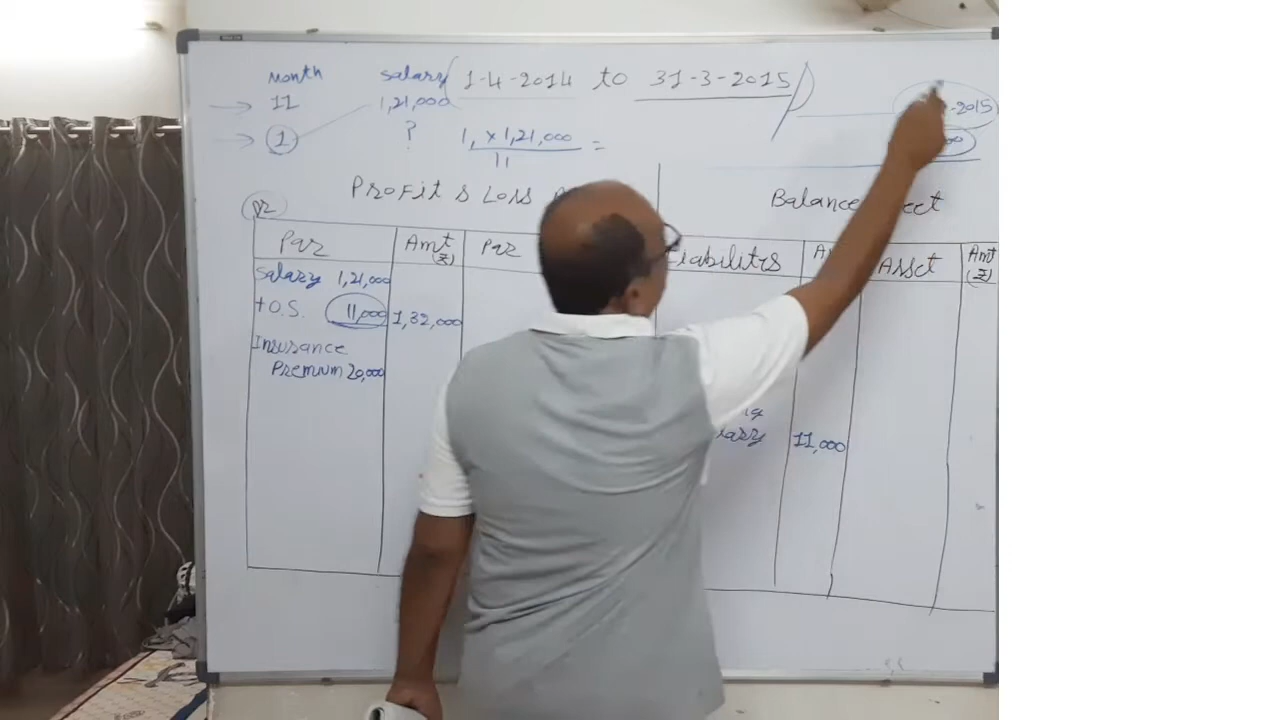 Month salary (1-4-2014 to 31-3-2015)
→ 11 1,21,000 -2015
→ 1 ? 1 × 1,21,000 =
11
Profit & Loss
Balance
Dr
Par Amt (₹) Par Liabilities Asset Amt (₹)
Salary 1,21,000
+O.S. 11,000 1,32,000
Insurance
Premium 20,000
11,000